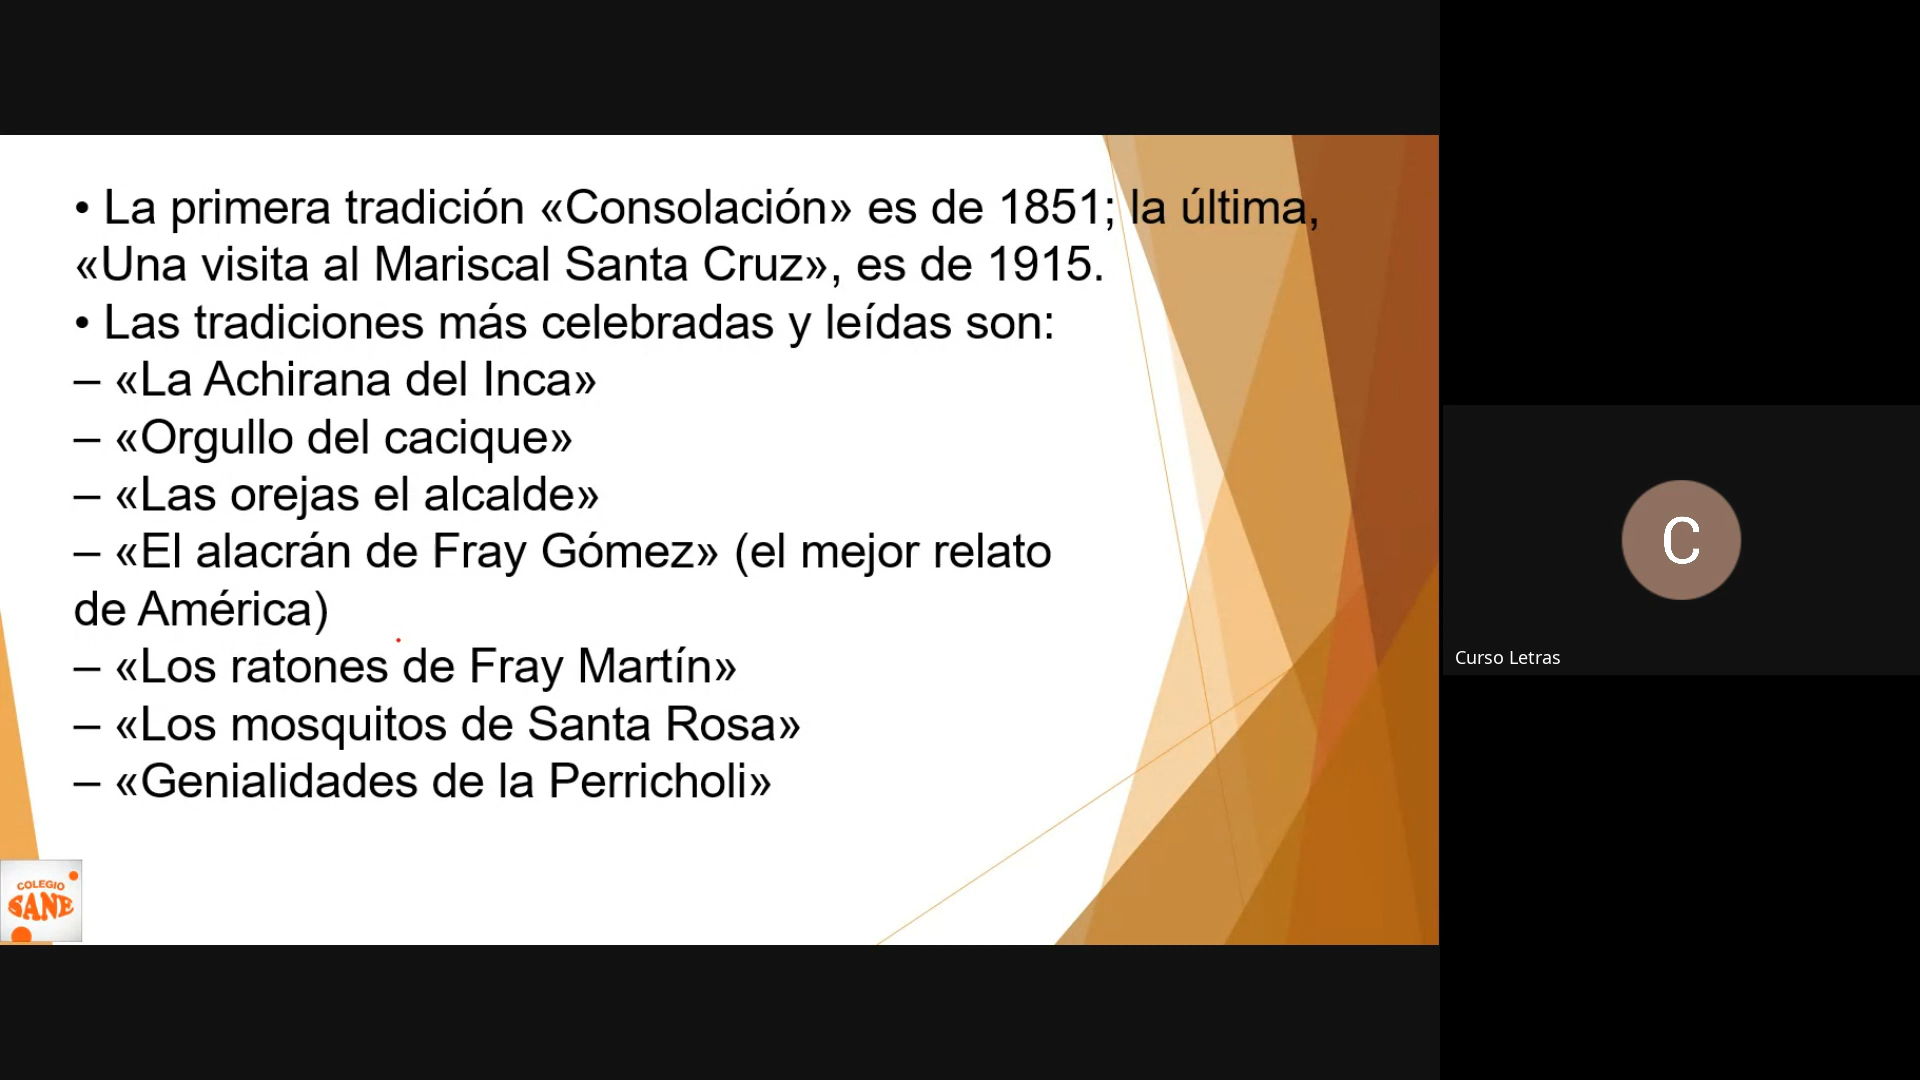 • La primera tradición «Consolación» es de 1851; la última,
«Una visita al Mariscal Santa Cruz», es de 1915.
• Las tradiciones más celebradas y leídas son:
– «La Achirana del Inca»
– «Orgullo del cacique»
– «Las orejas el alcalde»
– «El alacrán de Fray Gómez» (el mejor relato
de América)
– «Los ratones de Fray Martín»
– «Los mosquitos de Santa Rosa»
– «Genialidades de la Perricholi»
COLEGIO
SANE
C
Curso Letras